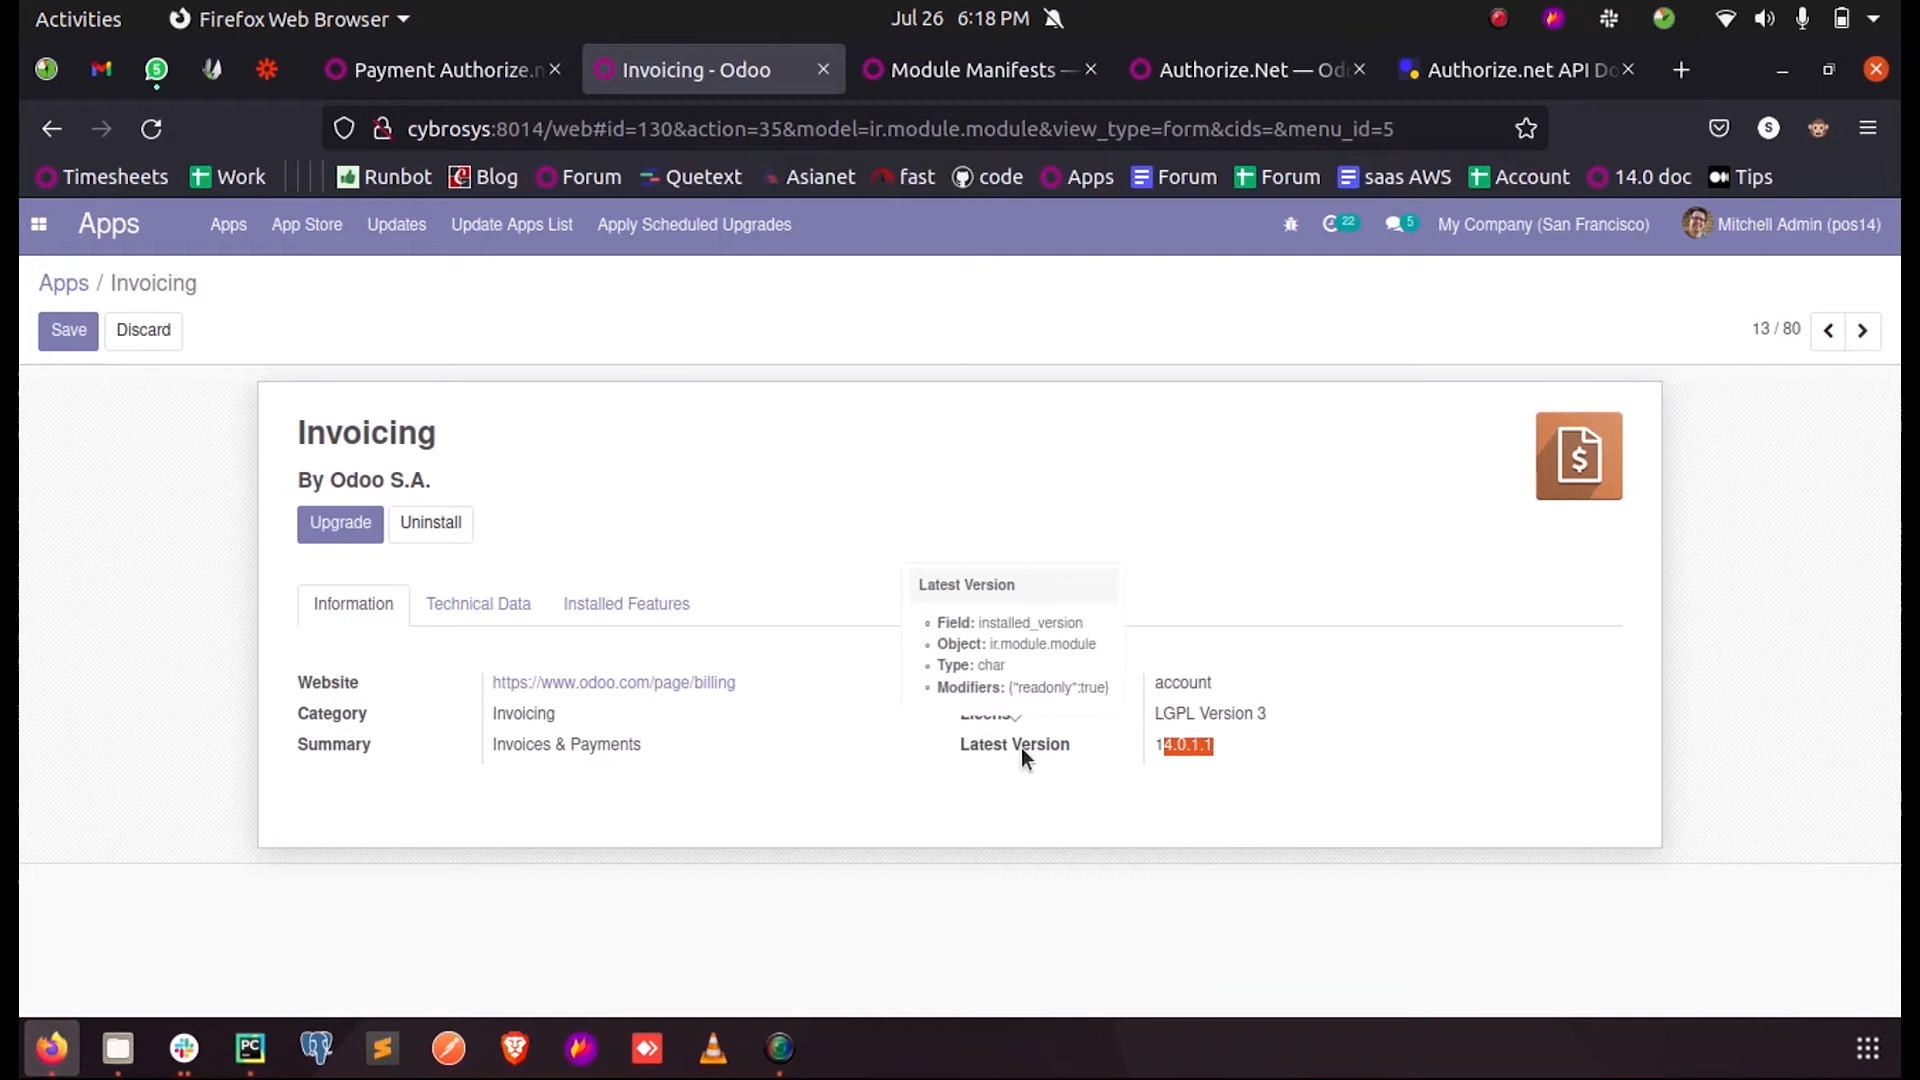 Activities
Firefox Web Browser
Jul 26 6:18 PM
5
Payment Authorize.n
Invoicing - Odoo
Module Manifests —
Authorize.Net — Od
Authorize.net API Do
cybrosys:8014/web#id=130&action=35&model=ir.module.module&view_type=form&cids=&menu_id=5
S
Timesheets
Work
Runbot
Blog
Forum
Quetext
Asianet
fast
code
Apps
Forum
Forum
saas AWS
Account
14.0 doc
Tips
Apps
Apps
App Store
Updates
Update Apps List
Apply Scheduled Upgrades
22
5
My Company (San Francisco)
Mitchell Admin (pos14)
Apps / Invoicing
Save
Discard
13 / 80
Invoicing
By Odoo S.A.
Upgrade
Uninstall
Information
Technical Data
Installed Features
Latest Version
Field: installed_version
Object: ir.module.module
Type: char
Modifiers: {"readonly":true}
Website
https://www.odoo.com/page/billing
account
Category
Invoicing
LGPL Version 3
Summary
Invoices & Payments
Latest Version
14.0.1.1
PC